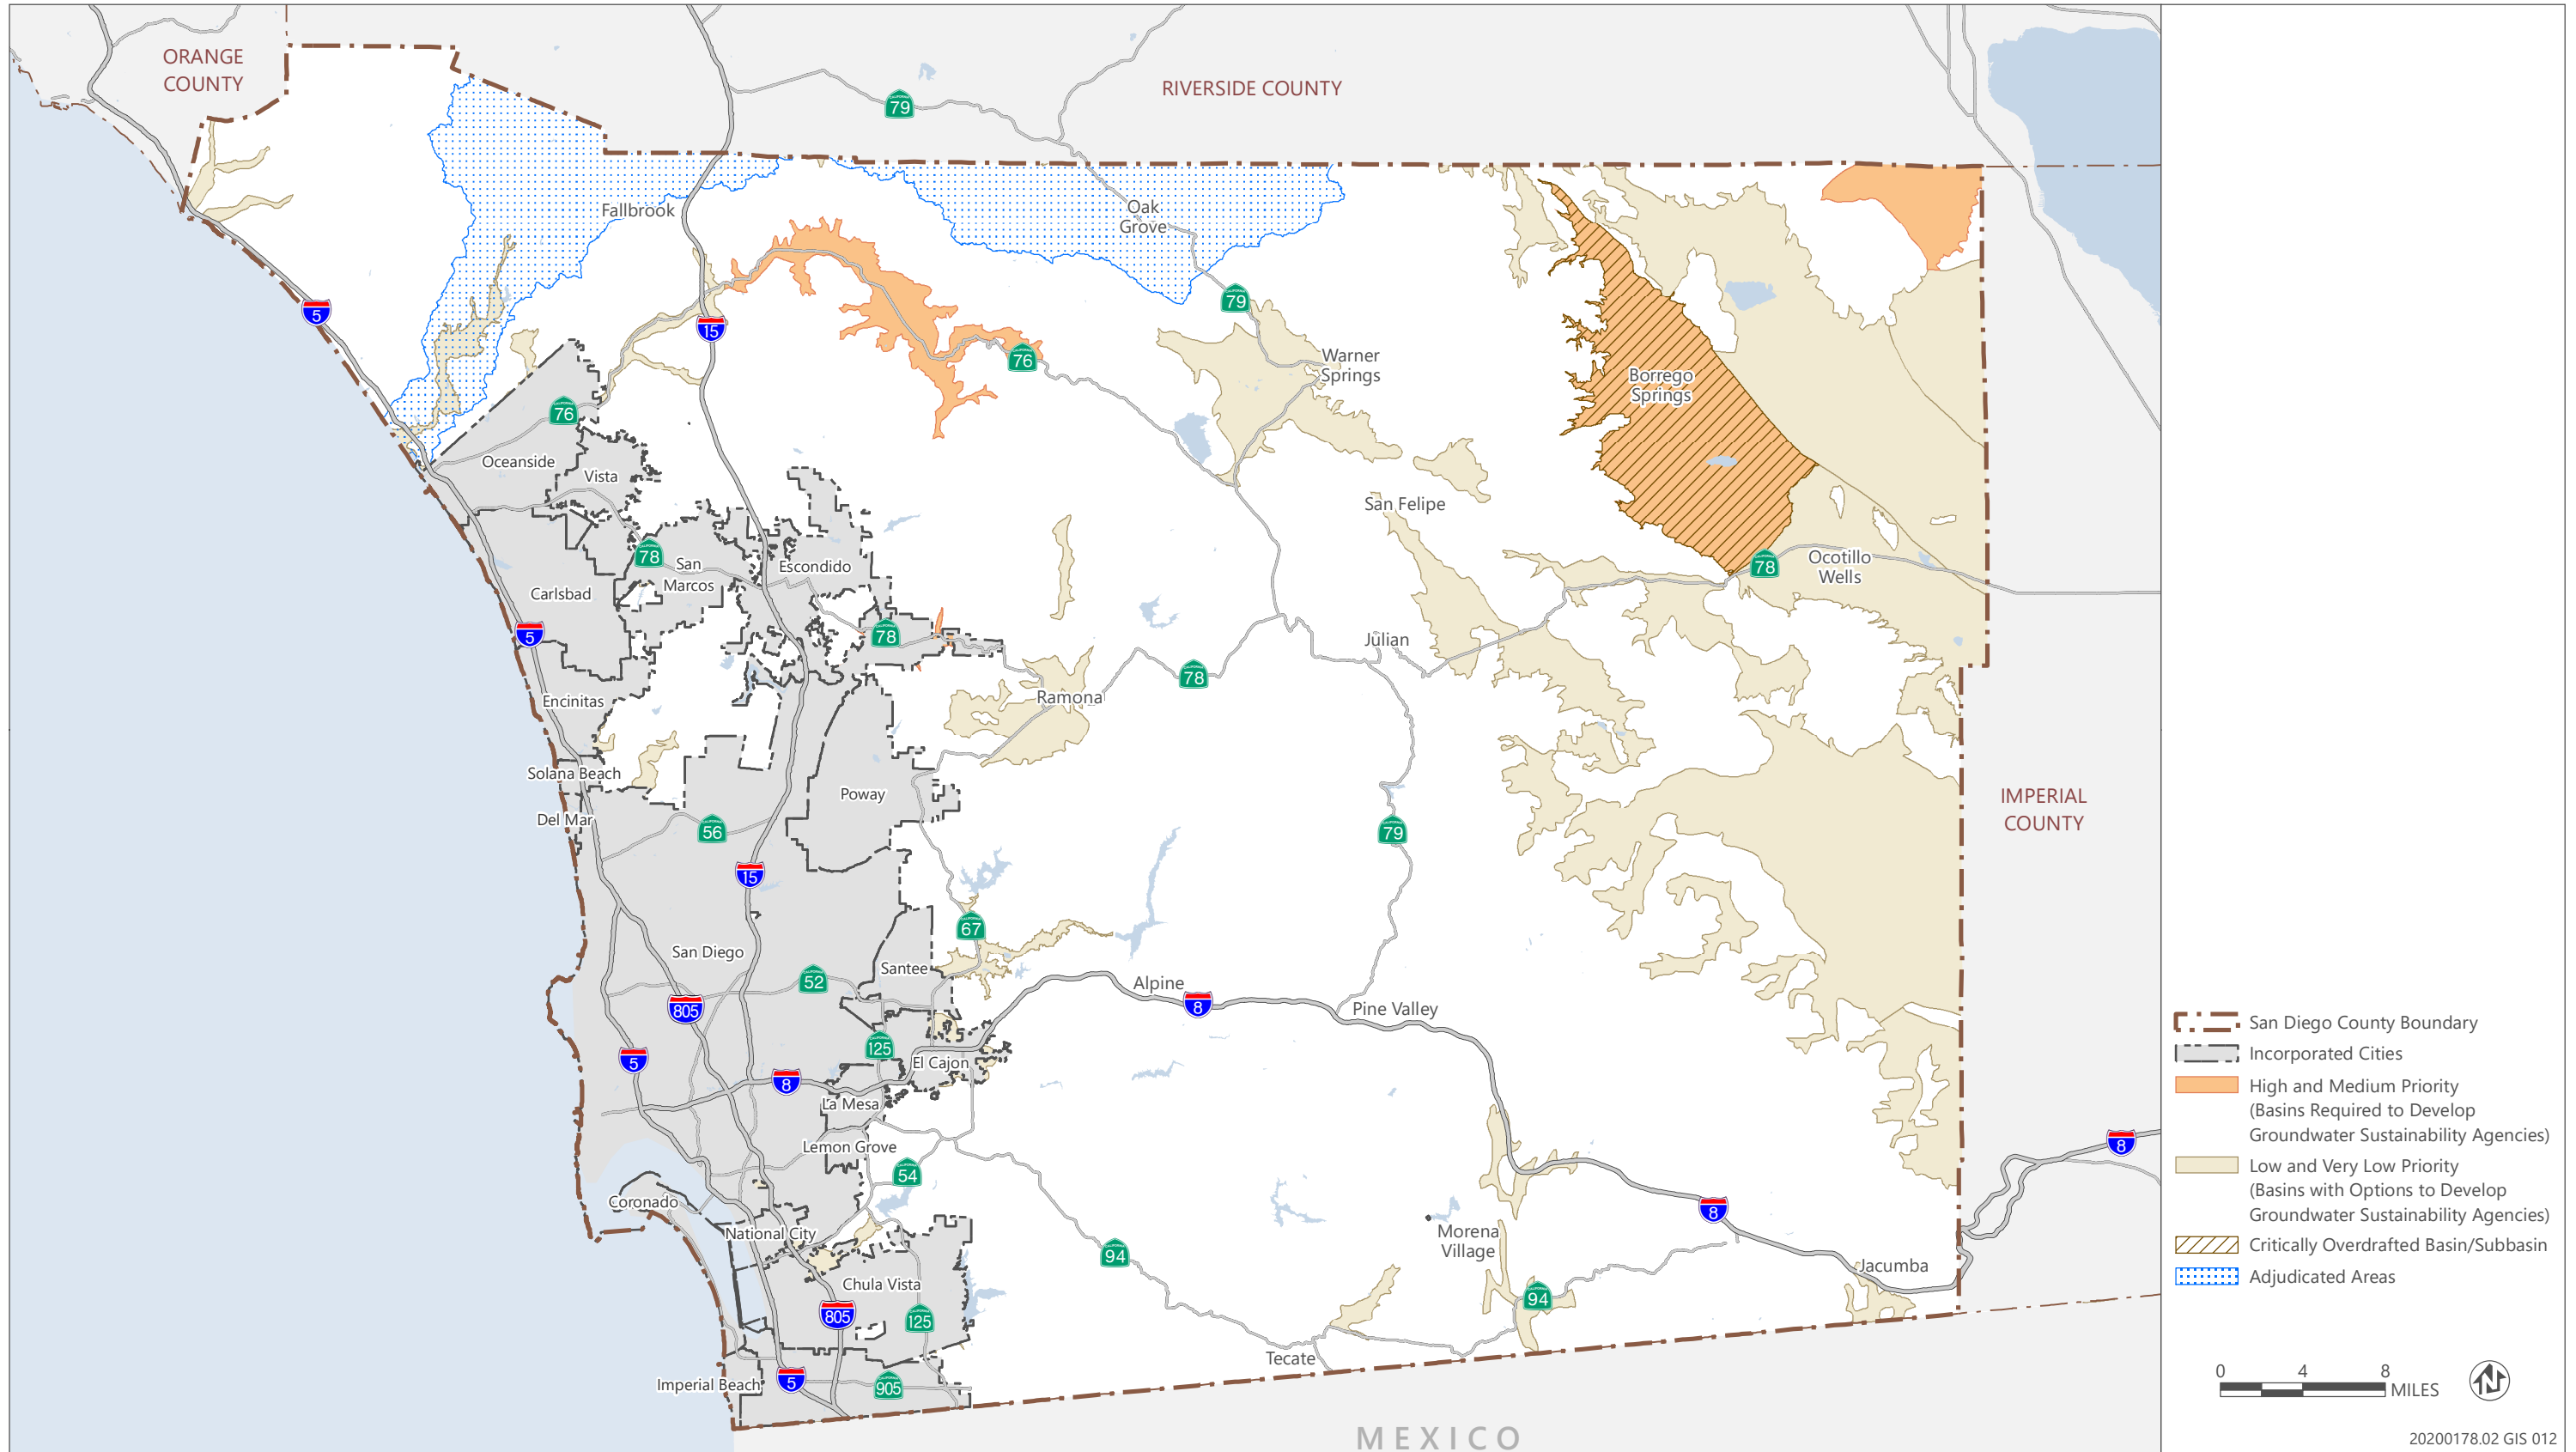 ORANGE
COUNTY
RIVERSIDE COUNTY
79
Fallbrook
Oak
Grove
5
79
15
76
Warner
Springs
Borrego
Springs
76
Oceanside
Vista
San Felipe
78
San
Marcos
Escondido
78
Ocotillo
Wells
Carlsbad
5
78
Julian
78
Encinitas
Ramona
Solana Beach
Poway
IMPERIAL
COUNTY
Del Mar
56
79
15
67
San Diego
Santee
52
Alpine
8
805
Pine Valley
125
5
El Cajon
8
La Mesa
Lemon Grove
54
8
Coronado
8
National City
Morena
Village
94
Chula Vista
Jacumba
94
805
125
Tecate
Imperial Beach
5
905
MEXICO
San Diego County Boundary
Incorporated Cities
High and Medium Priority
(Basins Required to Develop
Groundwater Sustainability Agencies)
Low and Very Low Priority
(Basins with Options to Develop
Groundwater Sustainability Agencies)
Critically Overdrafted Basin/Subbasin
Adjudicated Areas
0 4 8
MILES
N
20200178.02 GIS 012